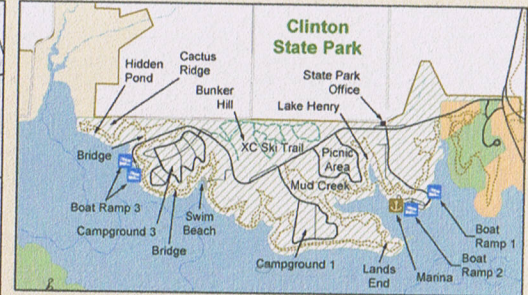 Clinton
State Park
Hidden
Pond
Cactus
Ridge
Bunker
Hill
State Park
Office
Lake Henry
XC Ski Trail
Bridge
Picnic
Area
Mud Creek
Boat Ramp 3
Campground 3
Bridge
Swim
Beach
Campground 1
Lands
End
Marina
Boat
Ramp 2
Boat
Ramp 1